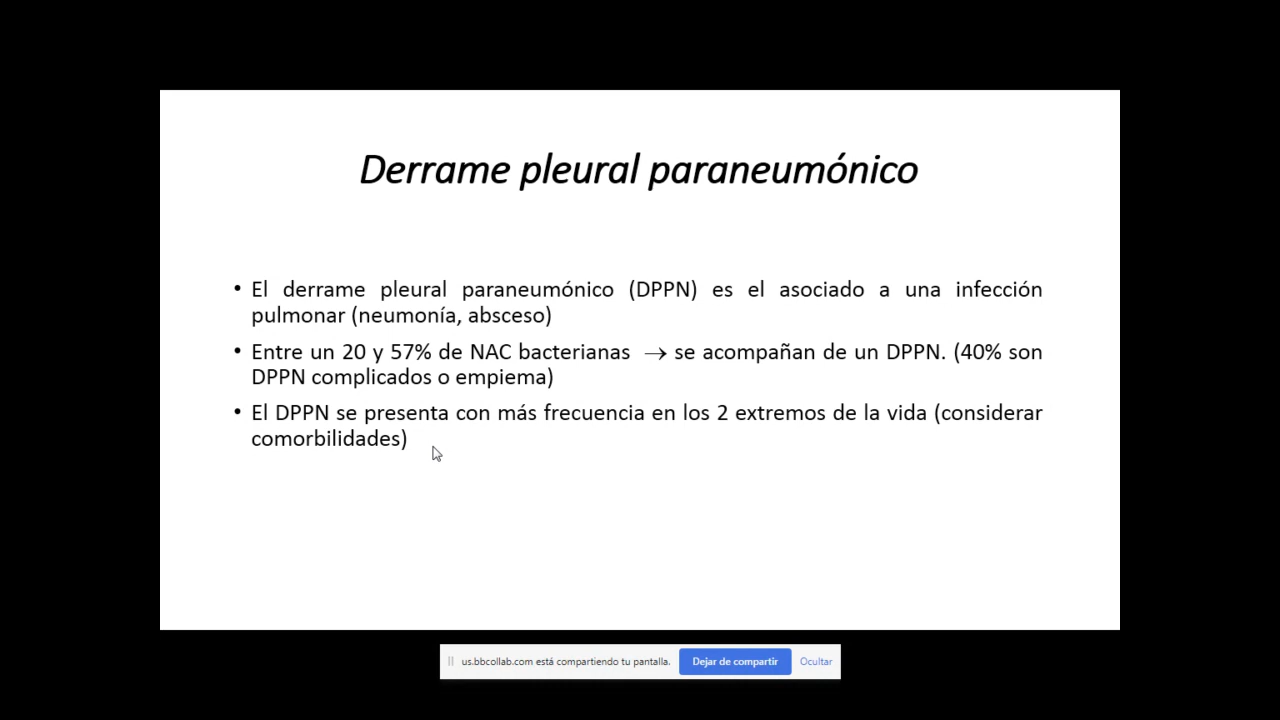 Derrame pleural paraneumónico
• El derrame pleural paraneumónico (DPPN) es el asociado a una infección
pulmonar (neumonía, absceso)
• Entre un 20 y 57% de NAC bacterianas → se acompañan de un DPPN. (40% son
DPPN complicados o empiema)
• El DPPN se presenta con más frecuencia en los 2 extremos de la vida (considerar
comorbilidades)
us.bbcollab.com está compartiendo tu pantalla. Dejar de compartir Ocultar